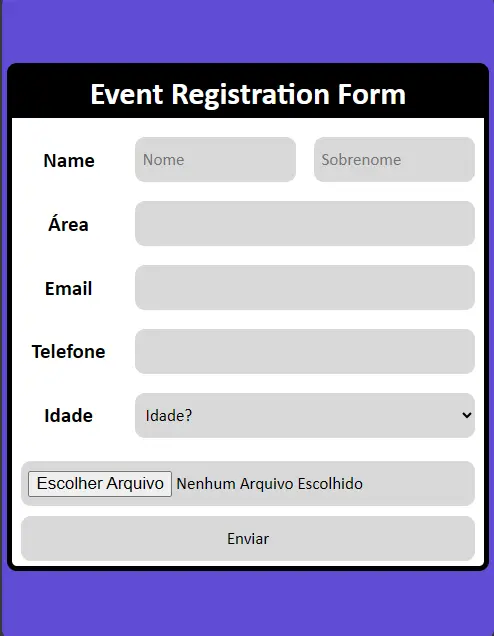 Event Registration Form
Name Nome Sobrenome
Área
Email
Telefone
Idade Idade?
Escolher Arquivo Nenhum Arquivo Escolhido
Enviar